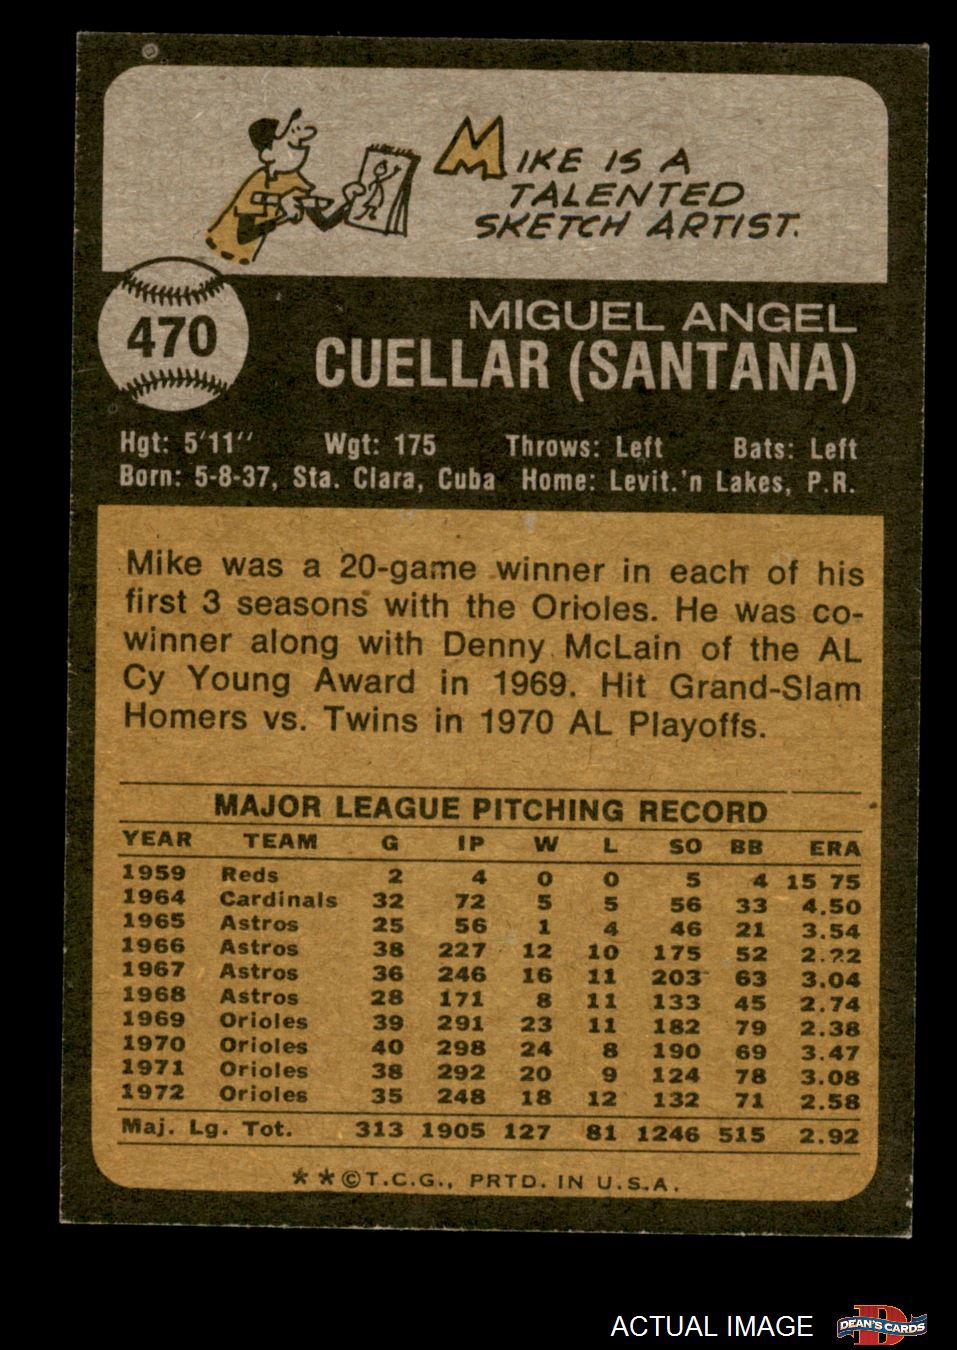 MIKE IS A
TALENTED
SKETCH ARTIST.
470
MIGUEL ANGEL
CUELLAR (SANTANA)
Hgt: 5'11'' Wgt: 175 Throws: Left Bats: Left
Born: 5-8-37, Sta. Clara, Cuba Home: Levit.'n Lakes, P.R.
Mike was a 20-game winner in each of his
first 3 seasons with the Orioles. He was co-
winner along with Denny McLain of the AL
Cy Young Award in 1969. Hit Grand-Slam
Homers vs. Twins in 1970 AL Playoffs.
MAJOR LEAGUE PITCHING RECORD
YEAR TEAM G IP W L SO BB ERA
1959 Reds 2 4 0 0 5 4 15 75
1964 Cardinals 32 72 5 5 56 33 4.50
1965 Astros 25 56 1 4 46 21 3.54
1966 Astros 38 227 12 10 175 52 2.22
1967 Astros 36 246 16 11 203 63 3.04
1968 Astros 28 171 8 11 133 45 2.74
1969 Orioles 39 291 23 11 182 79 2.38
1970 Orioles 40 298 24 8 190 69 3.47
1971 Orioles 38 292 20 9 124 78 3.08
1972 Orioles 35 248 18 12 132 71 2.58
Maj. Lg. Tot. 313 1905 127 81 1246 515 2.92
**©T.C.G., PRTD. IN U.S.A.
ACTUAL IMAGE
D
DEAN'S CARDS